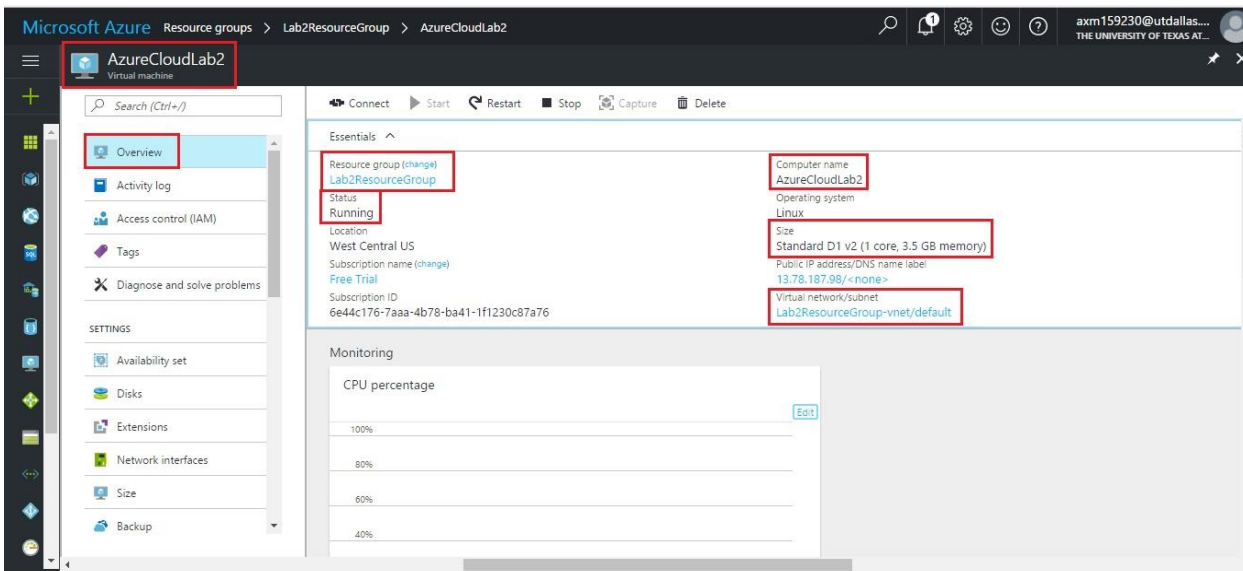 Microsoft Azure Resource groups > Lab2ResourceGroup > AzureCloudLab2
1
axm159230@utdallas....
THE UNIVERSITY OF TEXAS AT...
AzureCloudLab2
Virtual machine
Search (Ctrl+/)
Overview
Activity log
Access control (IAM)
Tags
Diagnose and solve problems
SETTINGS
Availability set
Disks
Extensions
Network interfaces
Size
Backup
Connect Start Restart Stop Capture Delete
Essentials
Resource group (change)
Lab2ResourceGroup
Status
Running
Location
West Central US
Subscription name (change)
Free Trial
Subscription ID
6e44c176-7aaa-4b78-ba41-1f1230c87a76
Computer name
AzureCloudLab2
Operating system
Linux
Size
Standard D1 v2 (1 core, 3.5 GB memory)
Public IP address/DNS name label
13.78.187.98/<none>
Virtual network/subnet
Lab2ResourceGroup-vnet/default
Monitoring
CPU percentage
Edit
100%
80%
60%
40%